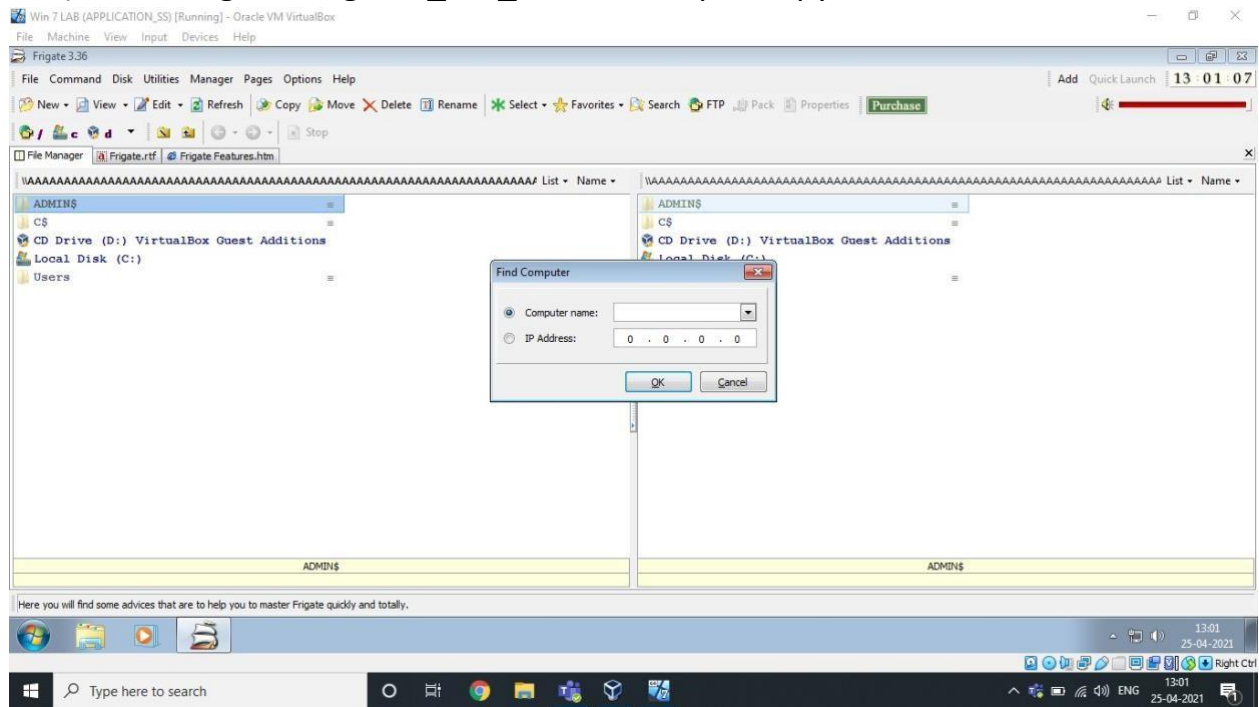 Win 7 LAB (APPLICATION_SS) [Running] - Oracle VM VirtualBox
File Machine View Input Devices Help
Frigate 3.36
File Command Disk Utilities Manager Pages Options Help Add Quick Launch 13:01:07
New View Edit Refresh Copy Move Delete Rename Select Favorites Search FTP Pack Properties Purchase
/ c d Stop
File Manager Frigate.rtf Frigate Features.htm
List Name List Name
ADMIN$ ADMIN$
C$ C$
CD Drive (D:) VirtualBox Guest Additions CD Drive (D:) VirtualBox Guest Additions
Local Disk (C:) Local Disk (C:)
Users
Find Computer
Computer name:
IP Address: 0 . 0 . 0 . 0
OK Cancel
ADMIN$ ADMIN$
Here you will find some advices that are to help you to master Frigate quickly and totally.
13:01
25-04-2021
Right Ctrl
Type here to search
ENG 13:01
25-04-2021